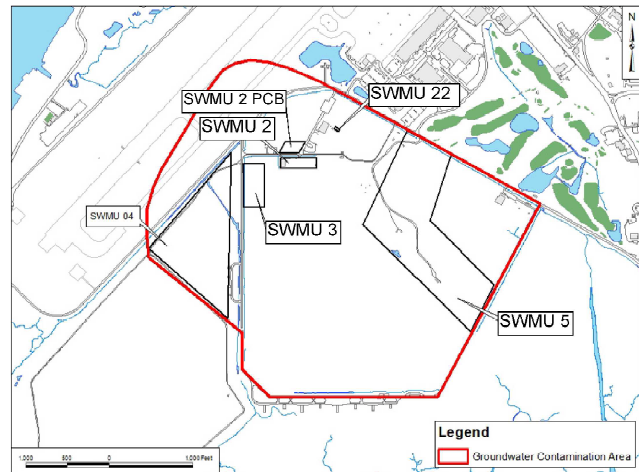 N
SWMU 22
SWMU 2 PCB
SWMU 2
SWMU 04
SWMU 3
SWMU 5
Legend
Groundwater Contamination Area
1,000 500 0 1,000 Feet